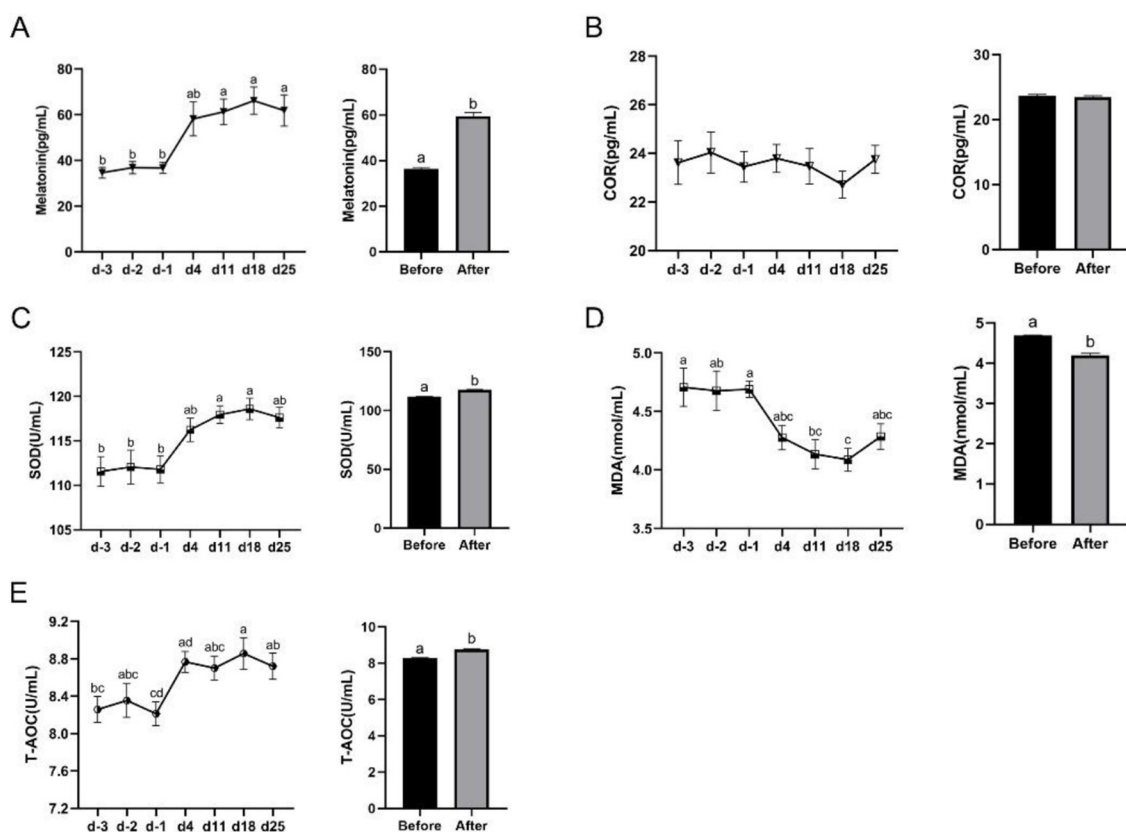 A
Melatonin(pg/mL)
80
60
40
20
0
b
b
b
ab
a
a
a
d-3 d-2 d-1 d4 d11 d18 d25
Melatonin(pg/mL)
80
60
40
20
0
a
b
Before After
B
COR(pg/mL)
28
26
24
22
20
d-3 d-2 d-1 d4 d11 d18 d25
COR(pg/mL)
30
20
10
0
Before After
C
SOD(U/mL)
125
120
115
110
105
b
b
b
ab
a
a
ab
d-3 d-2 d-1 d4 d11 d18 d25
SOD(U/mL)
150
100
50
0
a
b
Before After
D
MDA(nmol/mL)
5.0
4.5
4.0
3.5
a
ab
a
abc
bc
c
abc
d-3 d-2 d-1 d4 d11 d18 d25
MDA(nmol/mL)
5
4
3
2
1
0
a
b
Before After
E
T-AOC(U/mL)
9.2
8.8
8.4
8.0
7.6
7.2
bc
abc
cd
ad
abc
a
ab
d-3 d-2 d-1 d4 d11 d18 d25
T-AOC(U/mL)
10
8
6
4
2
0
a
b
Before After